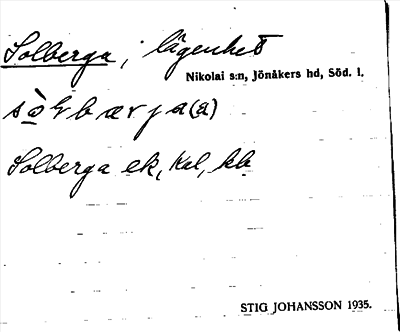 Solberga, lägenhet
Nikolai s:n, Jönåkers hd, Söd. l.
Solberga ek, kal, kb
STIG JOHANSSON 1935.